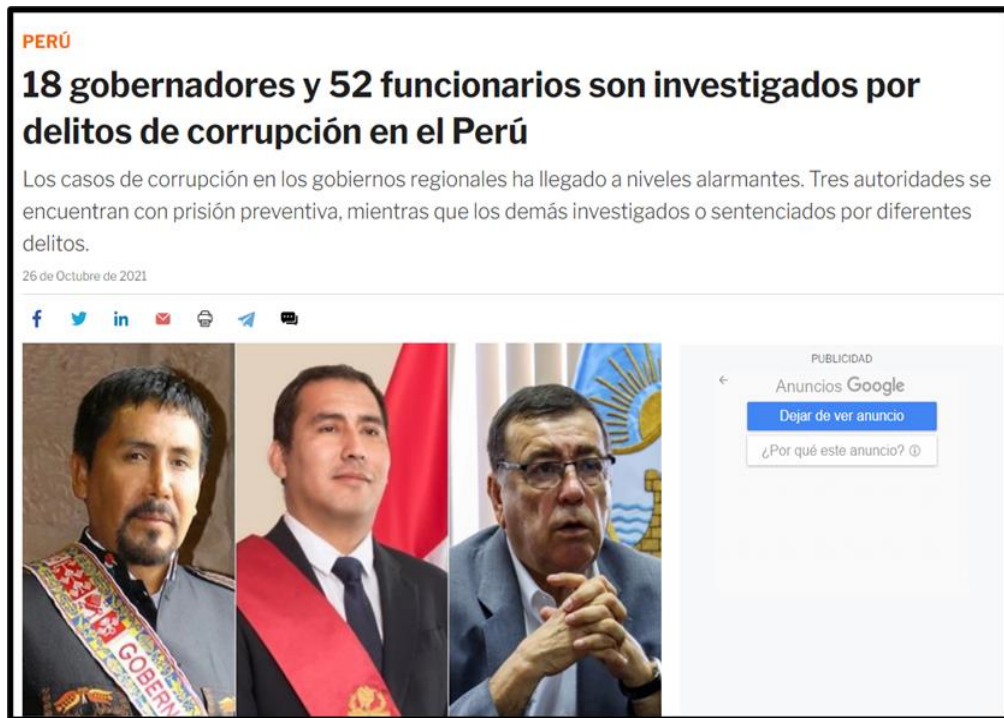 PERÚ
18 gobernadores y 52 funcionarios son investigados por
delitos de corrupción en el Perú
Los casos de corrupción en los gobiernos regionales ha llegado a niveles alarmantes. Tres autoridades se
encuentran con prisión preventiva, mientras que los demás investigados o sentenciados por diferentes
delitos.
26 de Octubre de 2021
PUBLICIDAD
Anuncios Google
Dejar de ver anuncio
¿Por qué este anuncio?
GOBERN